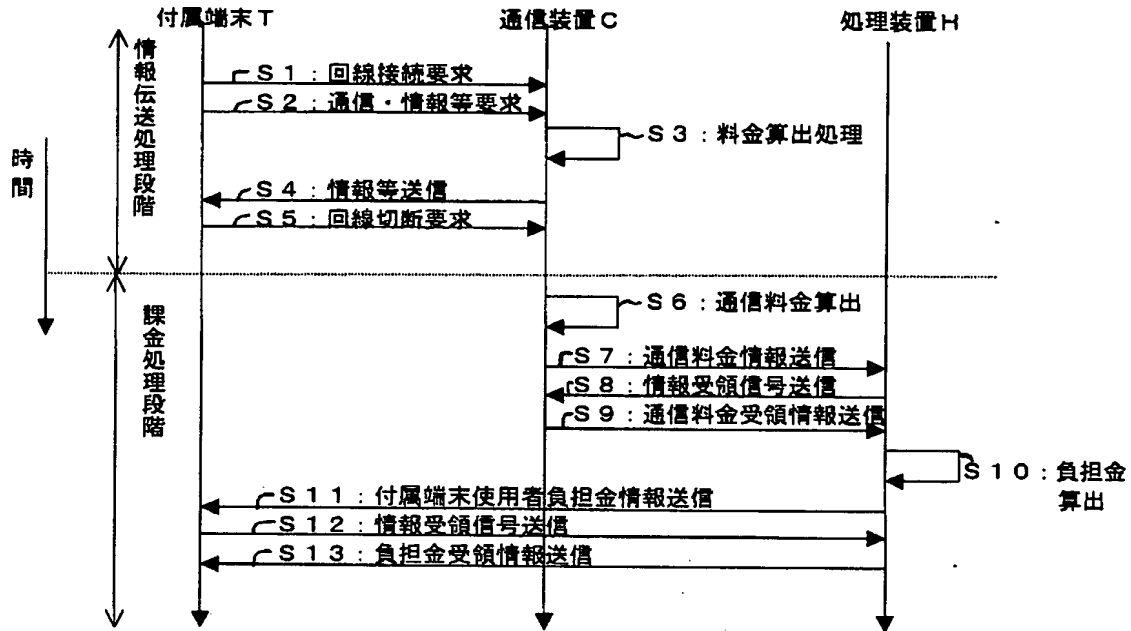 付属端末T
通信装置C
処理装置H
情報伝送処理段階
S1:回線接続要求
S2:通信・情報等要求
S3:料金算出処理
時間
S4:情報等送信
S5:回線切断要求
課金処理段階
S6:通信料金算出
S7:通信料金情報送信
S8:情報受領信号送信
S9:通信料金受領情報送信
S10:負担金
算出
S11:付属端末使用者負担金情報送信
S12:情報受領信号送信
S13:負担金受領情報送信